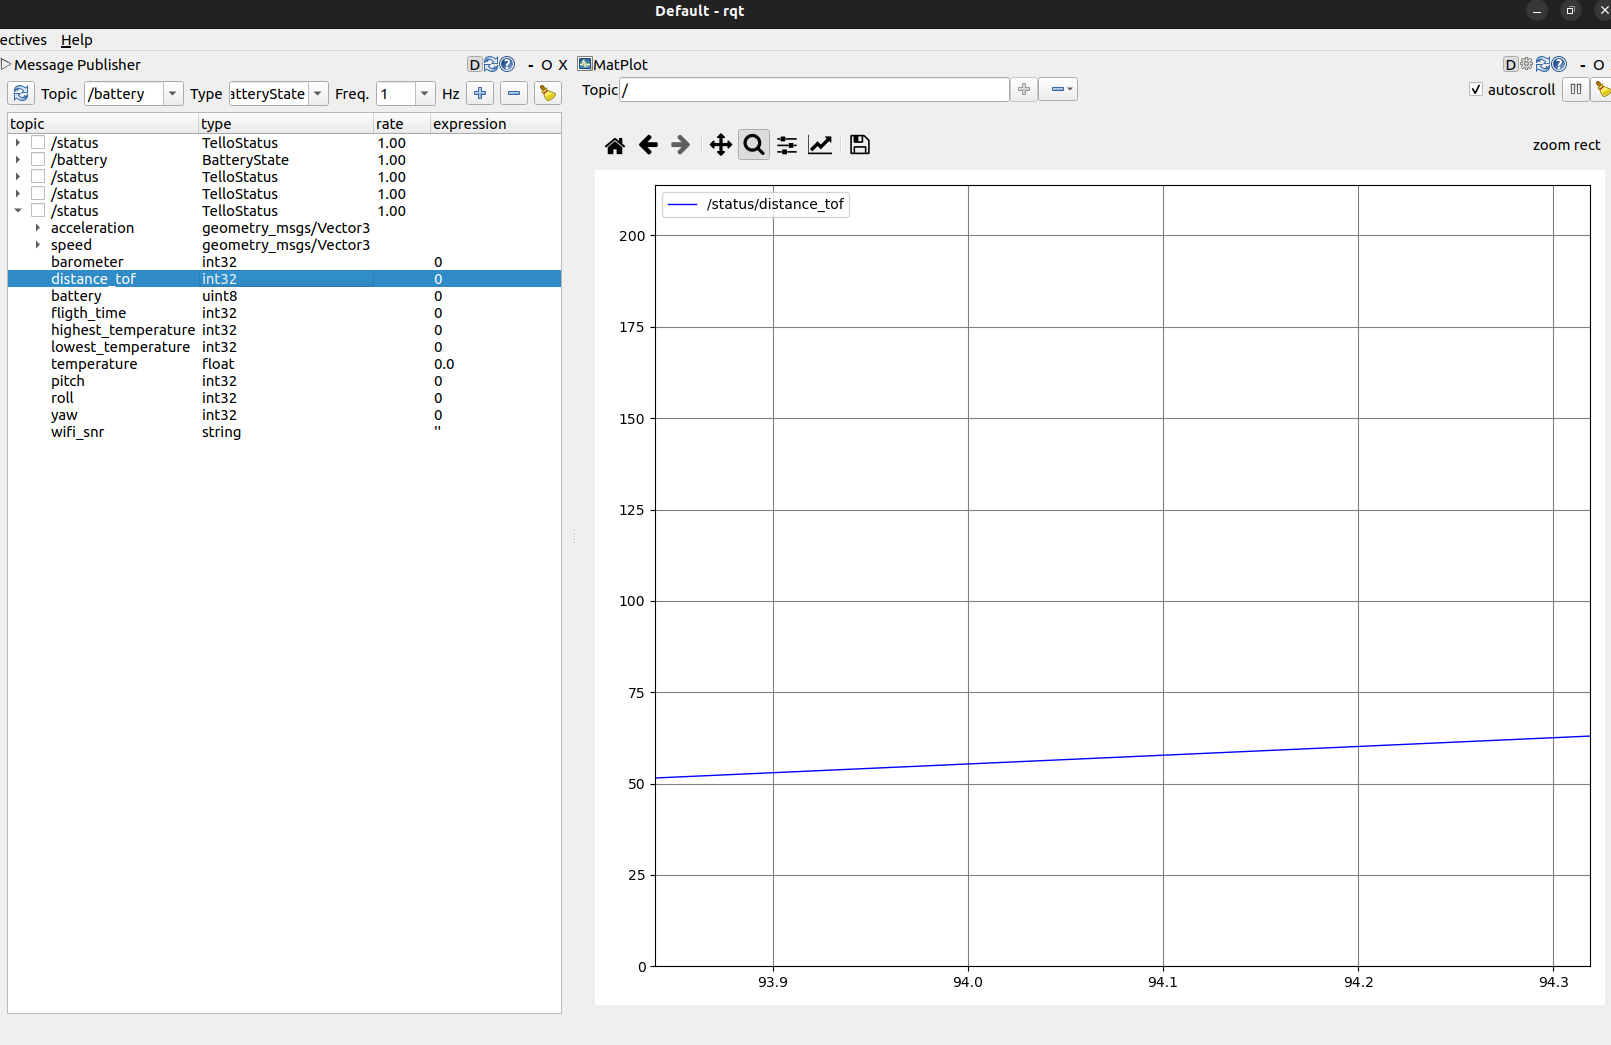 Default - rqt
ectives Help
Message Publisher D - O X
Topic /battery Type atteryState Freq. 1 Hz
topic type rate expression
/status TelloStatus 1.00
/battery BatteryState 1.00
/status TelloStatus 1.00
/status TelloStatus 1.00
/status TelloStatus 1.00
acceleration geometry_msgs/Vector3
speed geometry_msgs/Vector3
barometer int32 0
distance_tof int32 0
battery uint8 0
fligth_time int32 0
highest_temperature int32 0
lowest_temperature int32 0
temperature float 0.0
pitch int32 0
roll int32 0
yaw int32 0
wifi_snr string ''
MatPlot D - O
Topic / autoscroll
zoom rect
/status/distance_tof
200
175
150
125
100
75
50
25
0
93.9 94.0 94.1 94.2 94.3